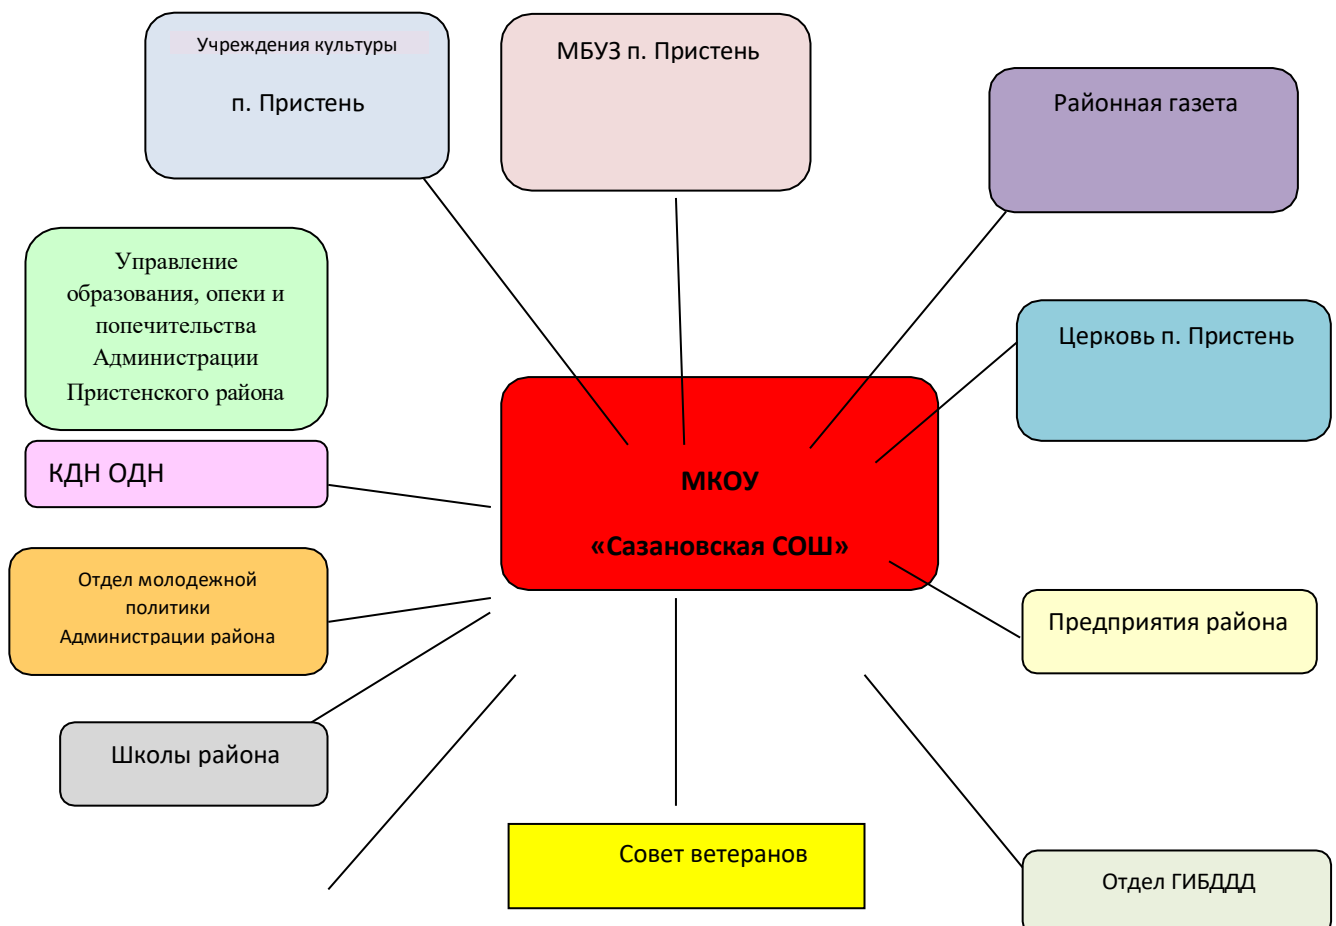 Учреждения культуры
п. Пристень
МБУЗ п. Пристень
Районная газета
Управление
образования, опеки и
попечительства
Администрации
Пристенского района
Церковь п. Пристень
КДН ОДН
МКОУ
«Сазановская СОШ»
Отдел молодежной
политики
Администрации района
Предприятия района
Школы района
Совет ветеранов
Отдел ГИБДДД